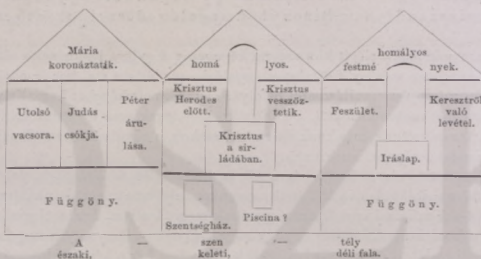 Mária
koronáztatik.
homá lyos.
homályos
festmé nyek.
Utolsó
vacsora.
Judás
csókja.
Péter
áru-
lása.
Krisztus
Herodes
előtt.
Krisztus
vesszőz-
tetik.
Krisztus
a sir-
ládában.
Feszület.
Keresztről
való
levétel.
Iráslap.
Függöny.
Szentségház.
Piscina ?
Függöny.
A — szen — tély
északi, keleti, déli fala.